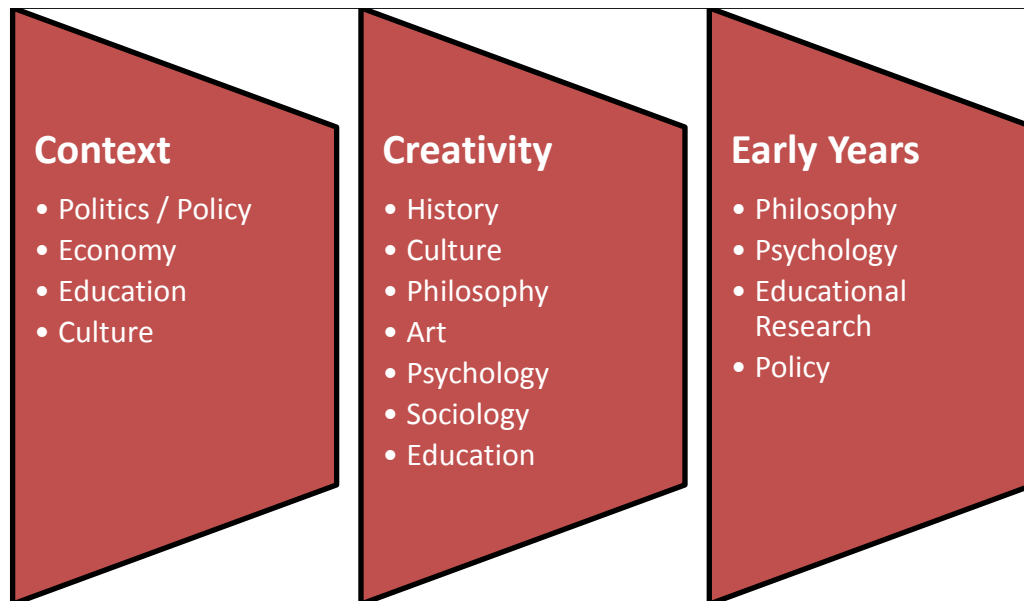 Context
• Politics / Policy
• Economy
• Education
• Culture
Creativity
• History
• Culture
• Philosophy
• Art
• Psychology
• Sociology
• Education
Early Years
• Philosophy
• Psychology
• Educational
Research
• Policy